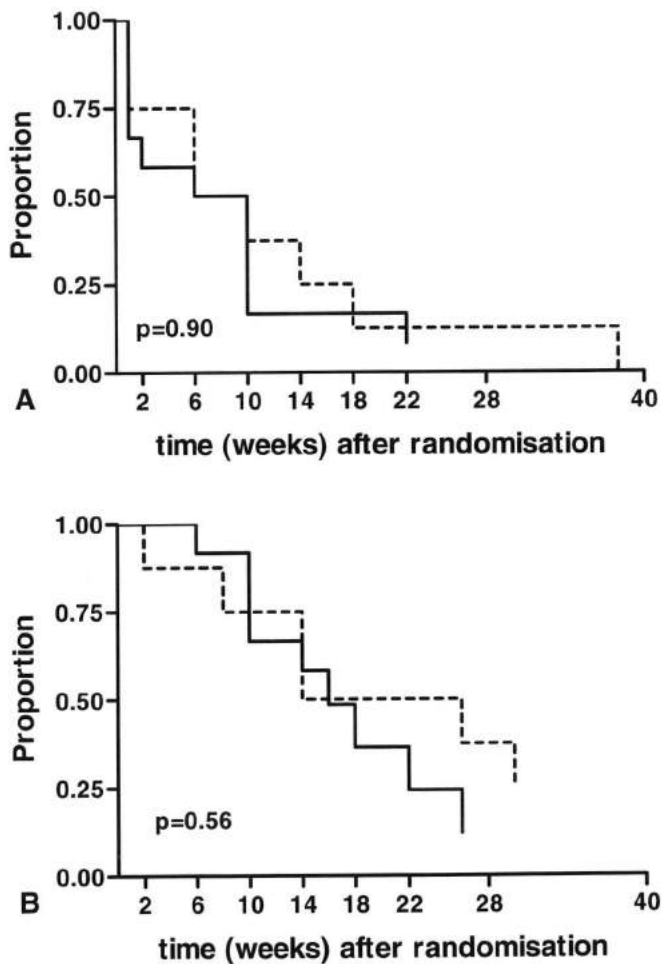 1.00
0.75
0.50
0.25
0.00
Proportion
p=0.90
A
2 6 10 14 18 22 28 40
time (weeks) after randomisation
1.00
0.75
0.50
0.25
0.00
Proportion
p=0.56
B
2 6 10 14 18 22 28 40
time (weeks) after randomisation